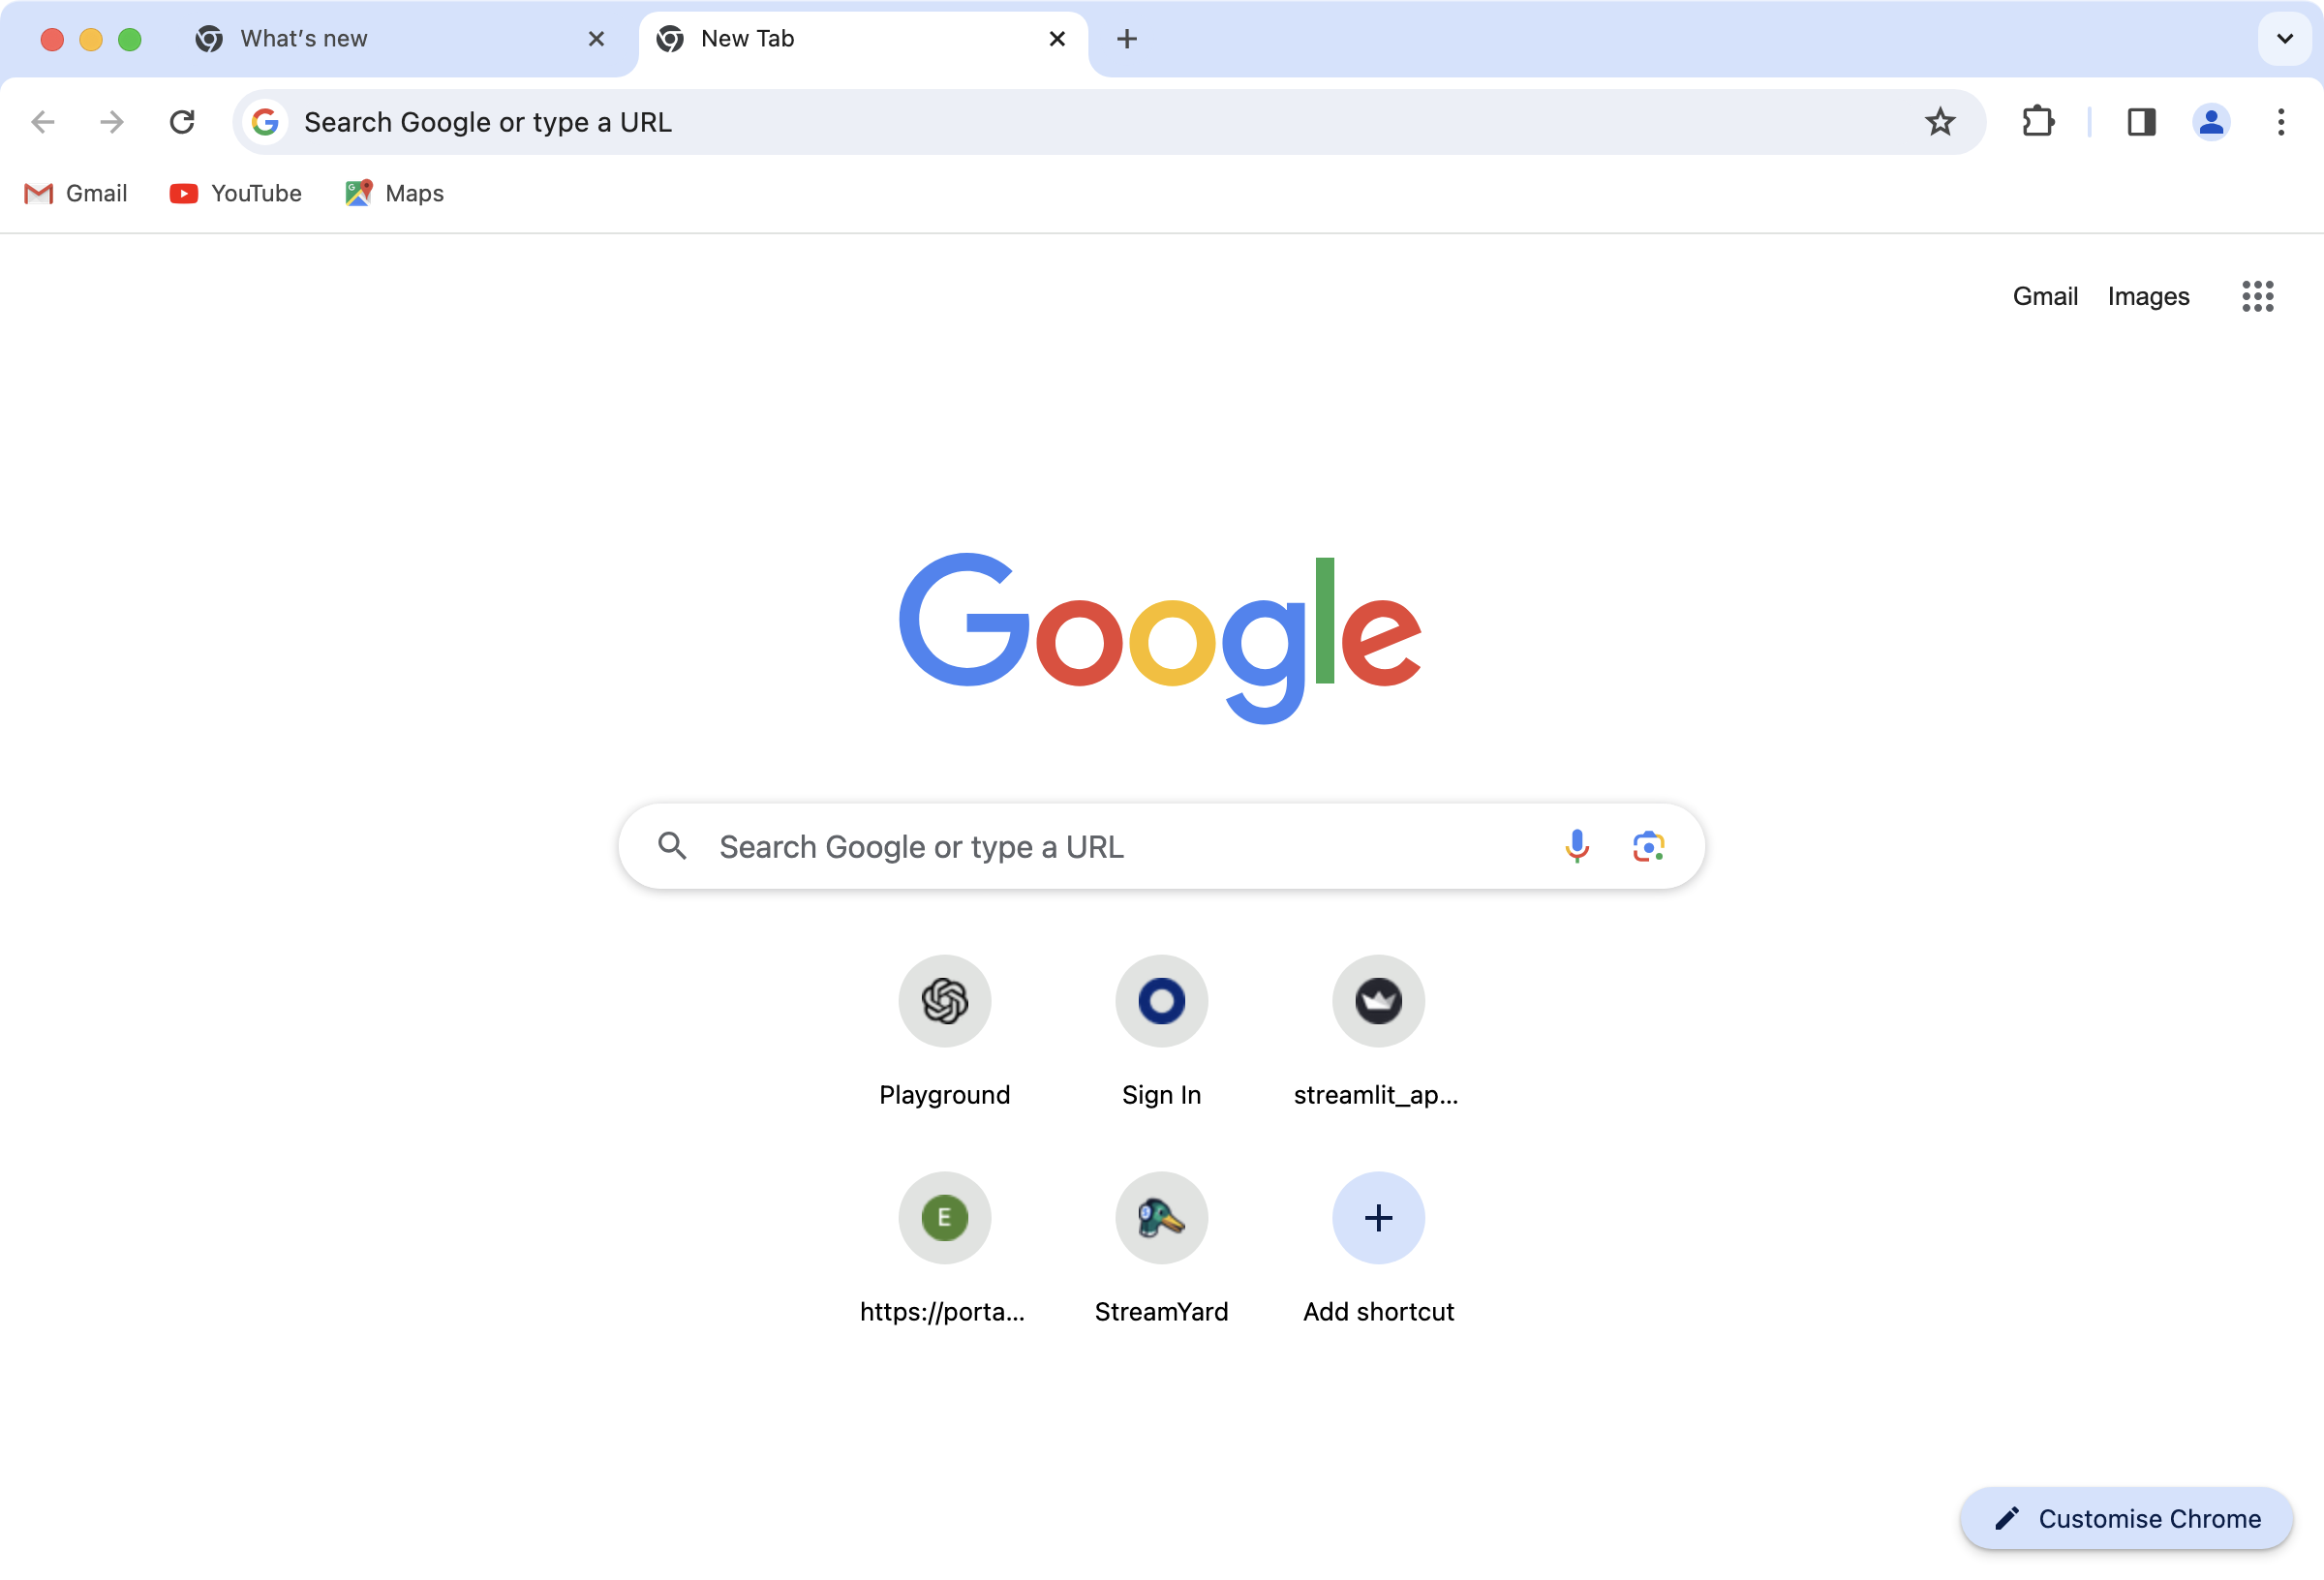 What's new
New Tab
Search Google or type a URL
Gmail YouTube Maps
Gmail Images
Google
Search Google or type a URL
Playground Sign In streamlit_ap...
E
https://porta... StreamYard Add shortcut
Customise Chrome